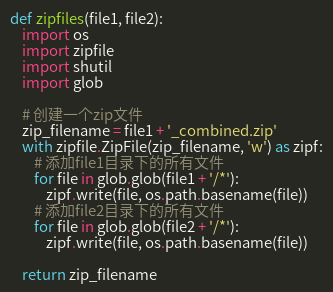 def zipfiles(file1, file2):
import os
import zipfile
import shutil
import glob
# 创建一个zip文件
zip_filename = file1 + '_combined.zip'
with zipfile.ZipFile(zip_filename, 'w') as zipf:
# 添加file1目录下的所有文件
for file in glob.glob(file1 + '/*'):
zipf.write(file, os.path.basename(file))
# 添加file2目录下的所有文件
for file in glob.glob(file2 + '/*'):
zipf.write(file, os.path.basename(file))
return zip_filename